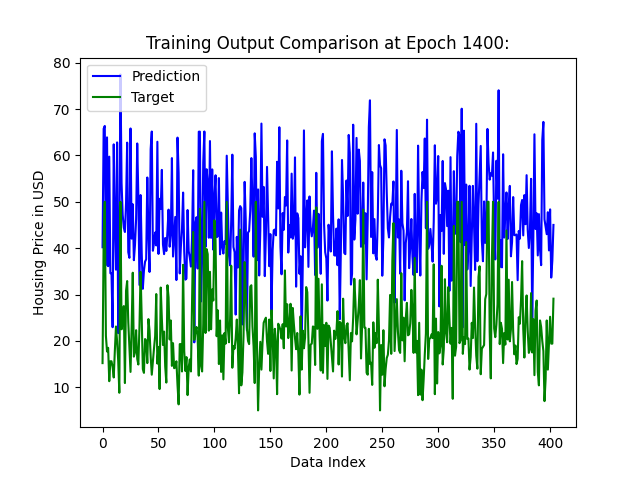 Training Output Comparison at Epoch 1400:
Prediction
Target
Housing Price in USD
80
70
60
50
40
30
20
10
0 50 100 150 200 250 300 350 400
Data Index